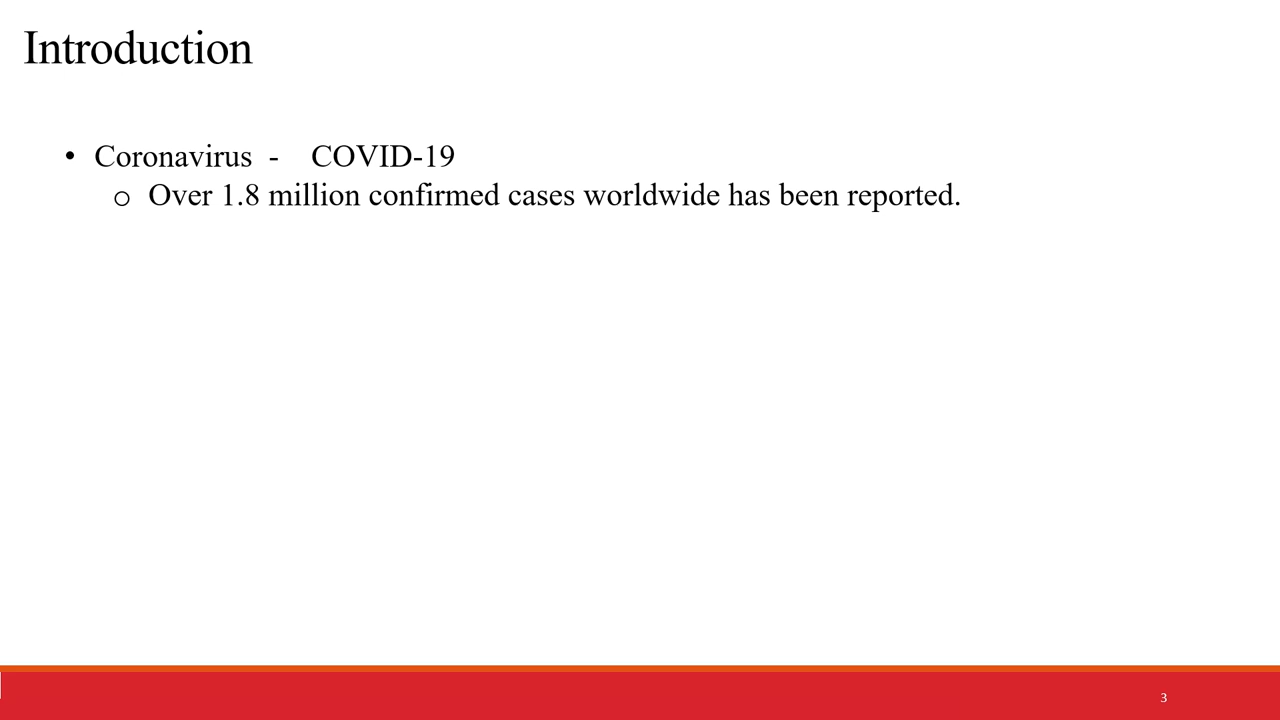 Introduction
• Coronavirus - COVID-19
o Over 1.8 million confirmed cases worldwide has been reported.
3